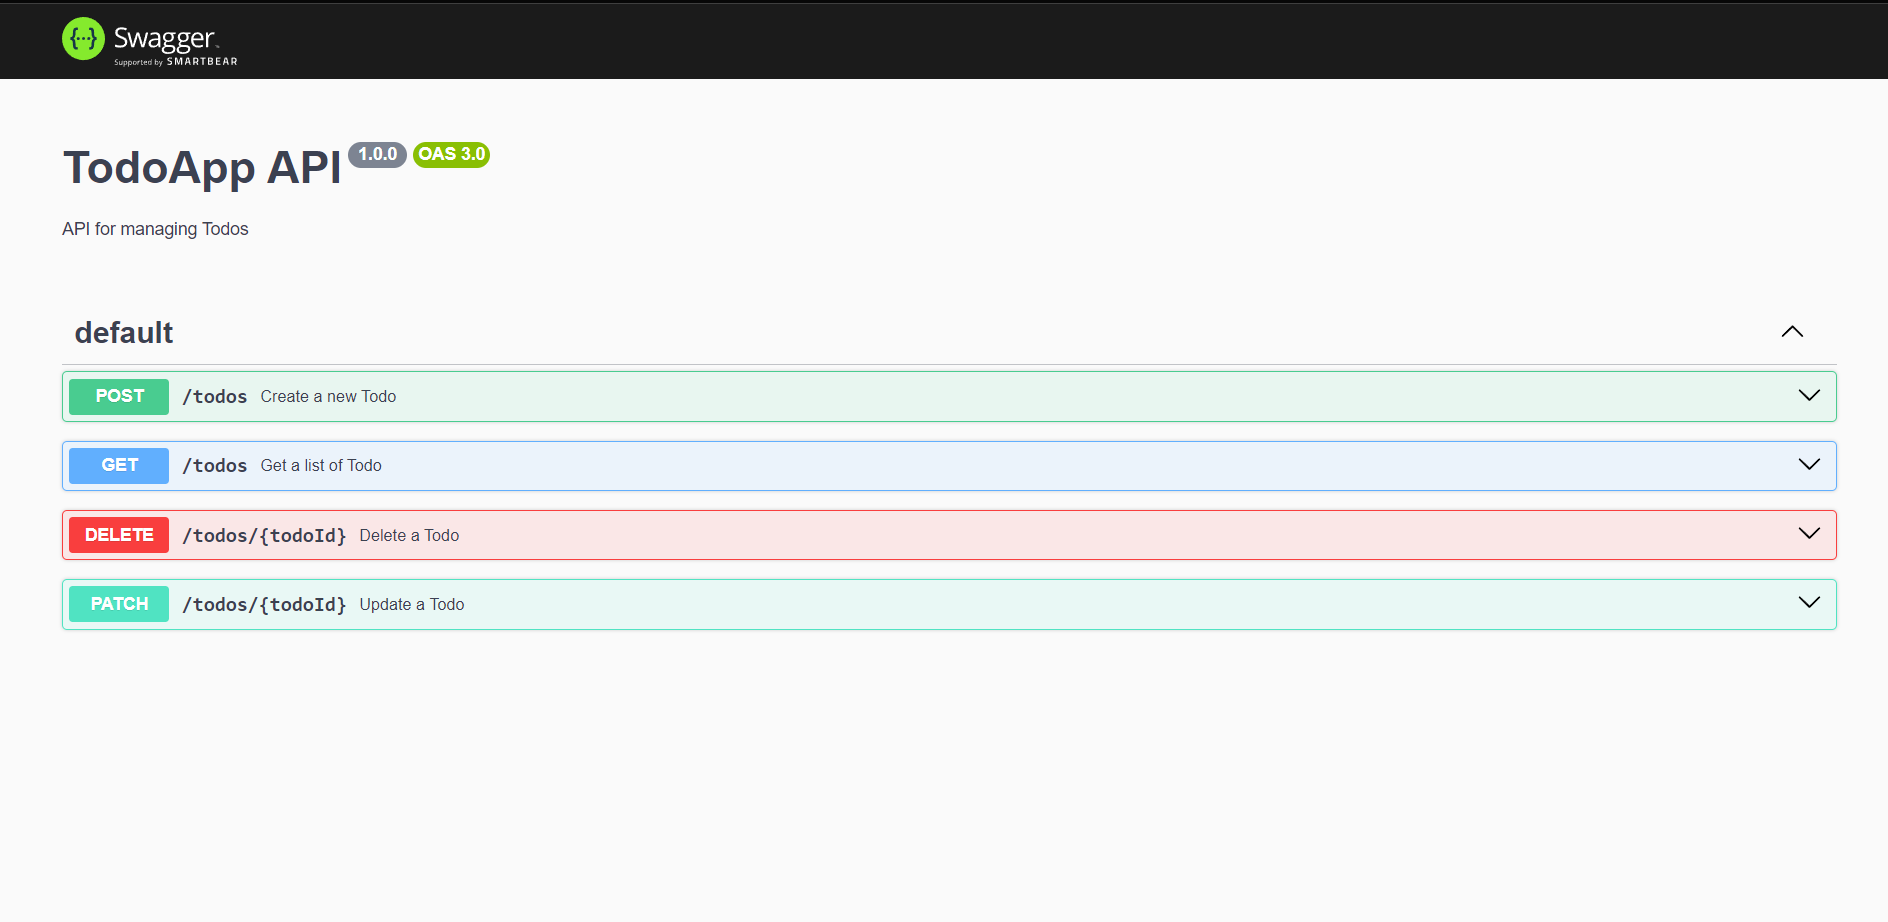 {···} Swagger
Supported by SMARTBEAR
TodoApp API 1.0.0 OAS 3.0
API for managing Todos
default
POST /todos Create a new Todo
GET /todos Get a list of Todo
DELETE /todos/{todoId} Delete a Todo
PATCH /todos/{todoId} Update a Todo